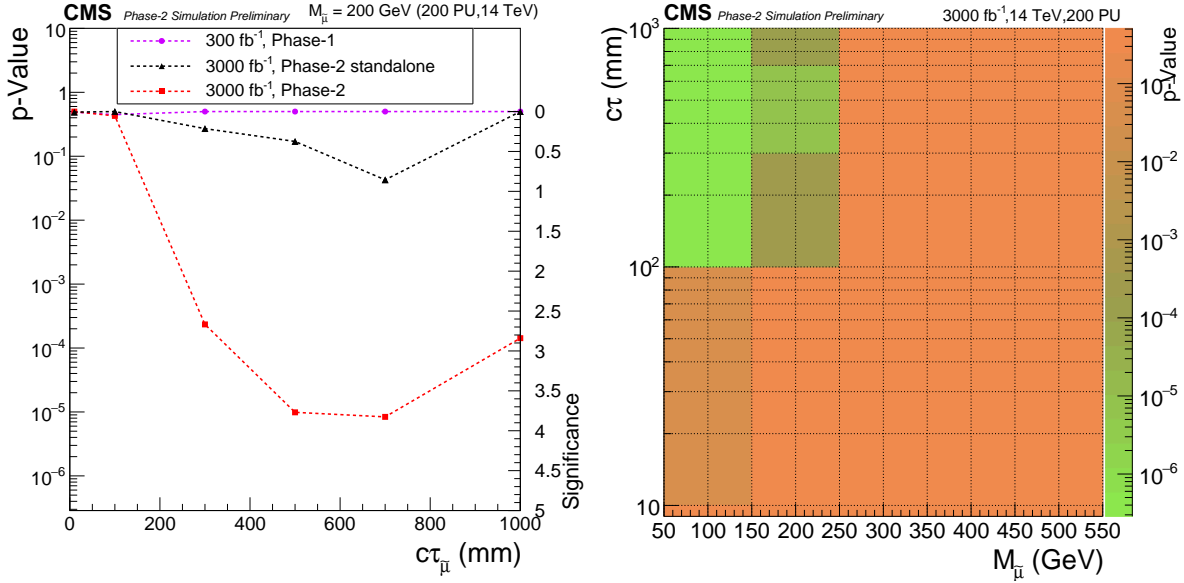 CMS Phase-2 Simulation Preliminary M_μ̃ = 200 GeV (200 PU,14 TeV)
300 fb⁻¹, Phase-1
3000 fb⁻¹, Phase-2 standalone
3000 fb⁻¹, Phase-2
p-Value
10
1
10⁻¹
10⁻²
10⁻³
10⁻⁴
10⁻⁵
10⁻⁶
0
0.5
1
1.5
2
2.5
3
3.5
4
4.5
5
Significance
0 200 400 600 800 1000
cτ_μ̃ (mm)
CMS Phase-2 Simulation Preliminary 3000 fb⁻¹,14 TeV,200 PU
cτ (mm)
10³
10²
10
50 100 150 200 250 300 350 400 450 500 550
M_μ̃ (GeV)
p-Value
10⁻¹
10⁻²
10⁻³
10⁻⁴
10⁻⁵
10⁻⁶